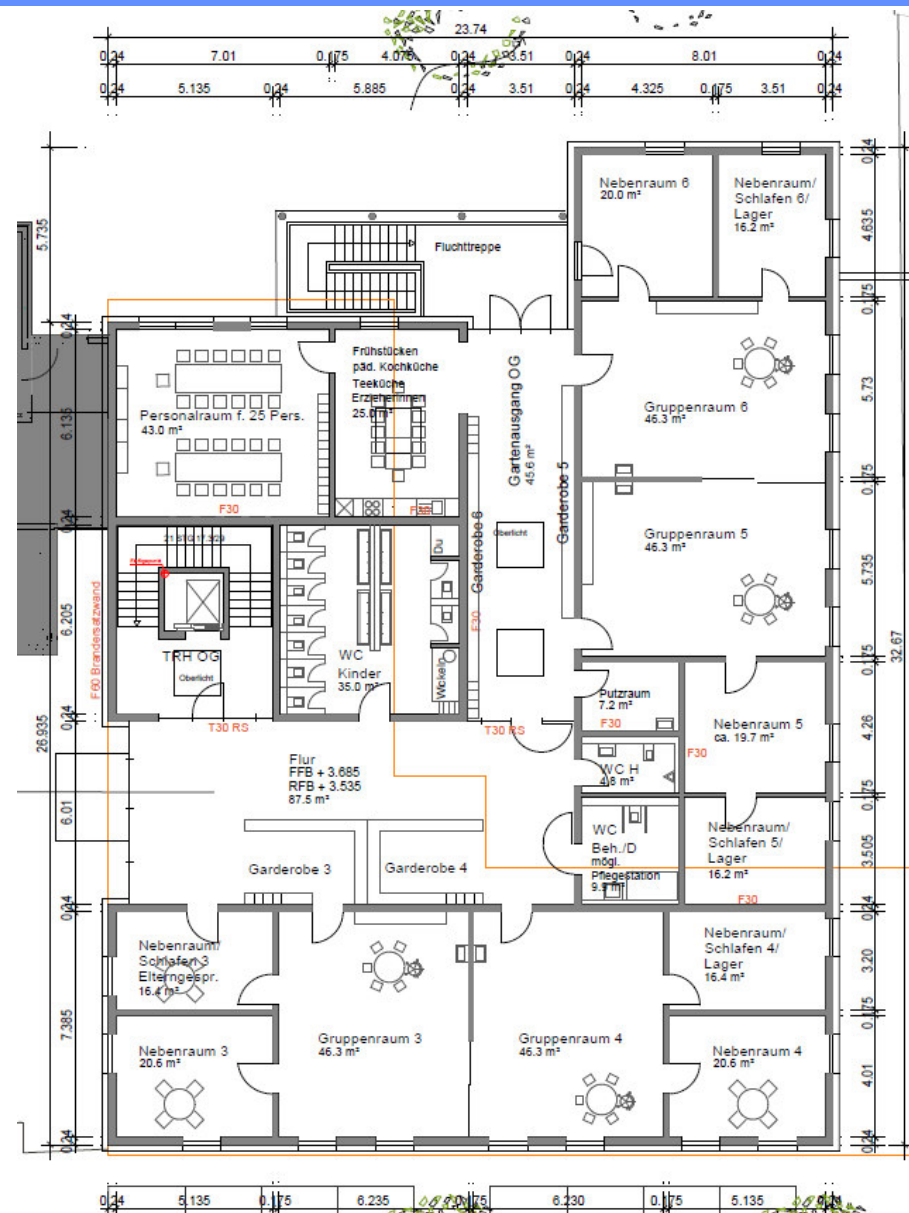 23.74
0.24 7.01 0.175 4.075 0.24 3.51 0.24 8.01 0.24
0.24 5.135 0.24 5.885 0.24 3.51 0.24 4.325 0.175 3.51 0.24
5.735
0.24
6.135
0.24
6.205
0.24
26.935
6.01
0.24
7.385
0.24
F60 Brandersatzwand
Nebenraum 6
20.0 m²
Nebenraum/
Schlafen 6/
Lager
16.2 m²
Fluchttreppe
Personalraum f. 25 Pers.
43.0 m²
F30
Frühstücken
päd. Kochküche
Teeküche
Erzieherinnen
25.0 m²
F30
Gartenausgang OG
45.6 m²
Garderobe 6
Garderobe 5
Oberlicht
F30
Gruppenraum 6
46.3 m²
Gruppenraum 5
46.3 m²
TRH OG
Oberlicht
T30 RS
WC
Kinder
35.0 m²
Du
Wickeln
T30 RS
Putzraum
7.2 m²
F30
Nebenraum 5
ca. 19.7 m²
F30
WC H
4.8 m²
WC
Beh./D
mögl.
Pflegestation
9.9 m²
Nebenraum/
Schlafen 5/
Lager
16.2 m²
F30
Flur
FFB + 3.685
RFB + 3.535
87.5 m²
Garderobe 3
Garderobe 4
Nebenraum/
Schlafen 3
Elterngespr.
16.4 m²
Nebenraum 3
20.6 m²
Gruppenraum 3
46.3 m²
Gruppenraum 4
46.3 m²
Nebenraum/
Schlafen 4/
Lager
16.4 m²
Nebenraum 4
20.6 m²
0.24
4.635
0.175
5.73
0.175
5.735
0.175
4.26
0.175
3.505
0.24
3.20
0.175
4.01
0.24
32.67
0.24 5.135 0.175 6.235 0.175 6.230 0.175 5.135 0.24